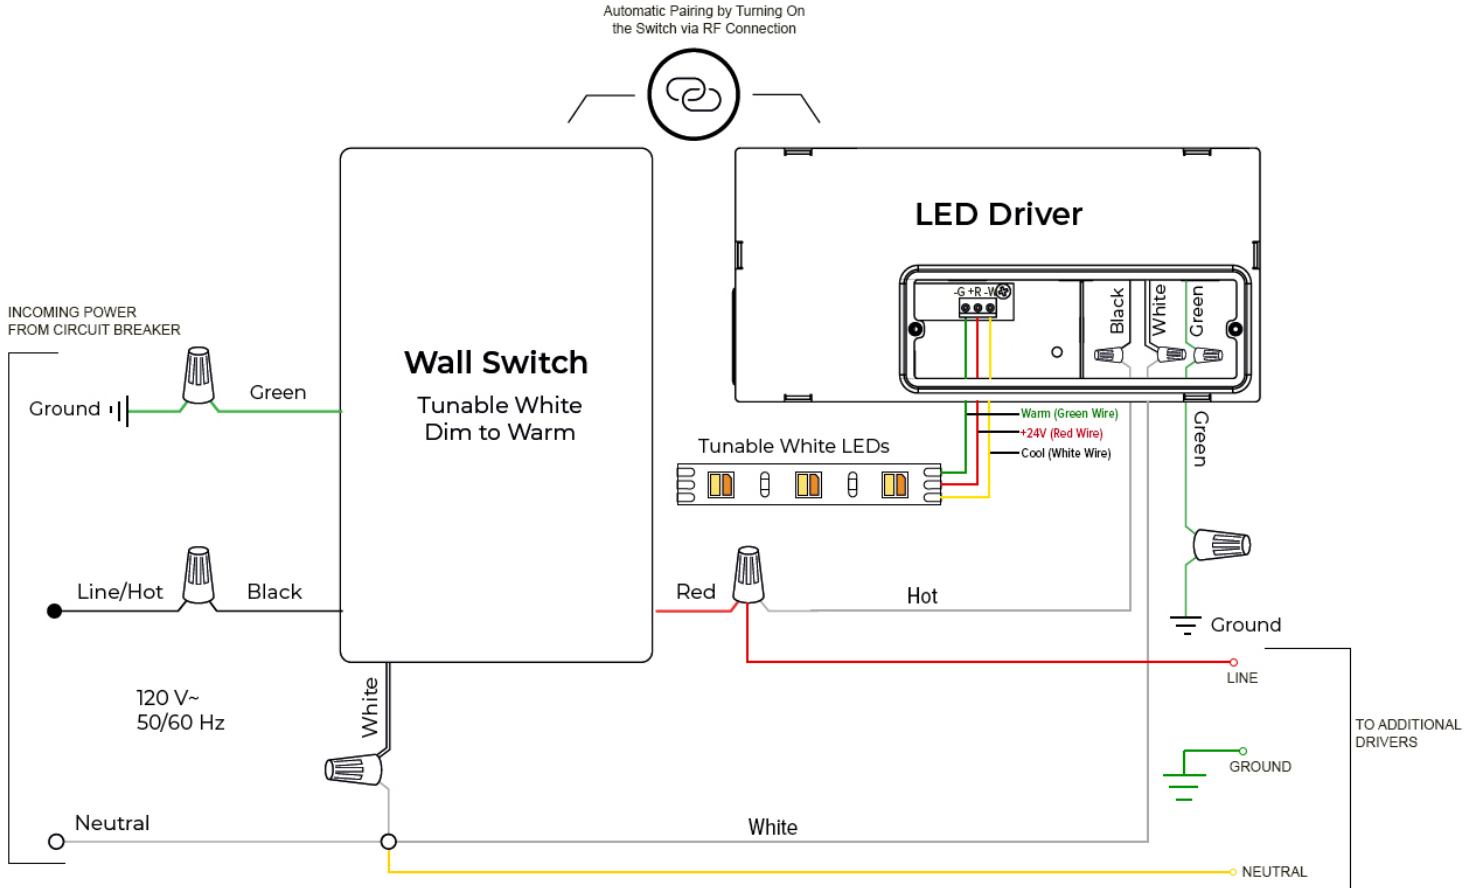 Automatic Pairing by Turning On
the Switch via RF Connection
LED Driver
-G +R -W
Black
White
Green
INCOMING POWER
FROM CIRCUIT BREAKER
Wall Switch
Tunable White
Dim to Warm
Ground
Green
Warm (Green Wire)
+24V (Red Wire)
Cool (White Wire)
Green
Tunable White LEDs
Line/Hot
Black
Red
Hot
Ground
LINE
120 V~
50/60 Hz
White
TO ADDITIONAL
DRIVERS
GROUND
Neutral
White
NEUTRAL